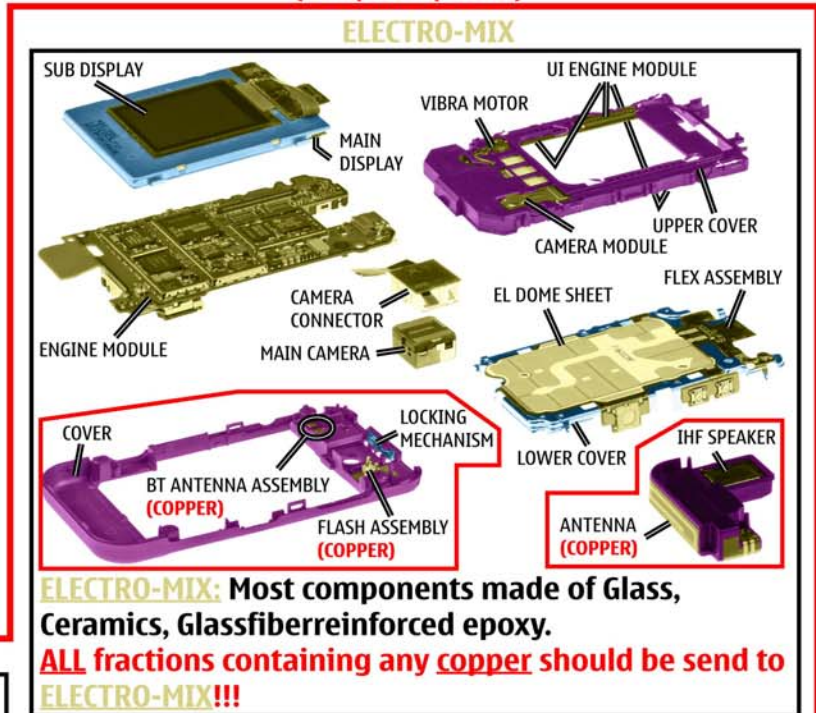 ELECTRO-MIX
SUB DISPLAY
MAIN
DISPLAY
UI ENGINE MODULE
VIBRA MOTOR
UPPER COVER
CAMERA MODULE
ENGINE MODULE
CAMERA
CONNECTOR
MAIN CAMERA
EL DOME SHEET
FLEX ASSEMBLY
LOWER COVER
COVER
BT ANTENNA ASSEMBLY
(COPPER)
LOCKING
MECHANISM
FLASH ASSEMBLY
(COPPER)
IHF SPEAKER
ANTENNA
(COPPER)
ELECTRO-MIX: Most components made of Glass,
Ceramics, Glassfiberreinforced epoxy.
ALL fractions containing any copper should be send to
ELECTRO-MIX!!!